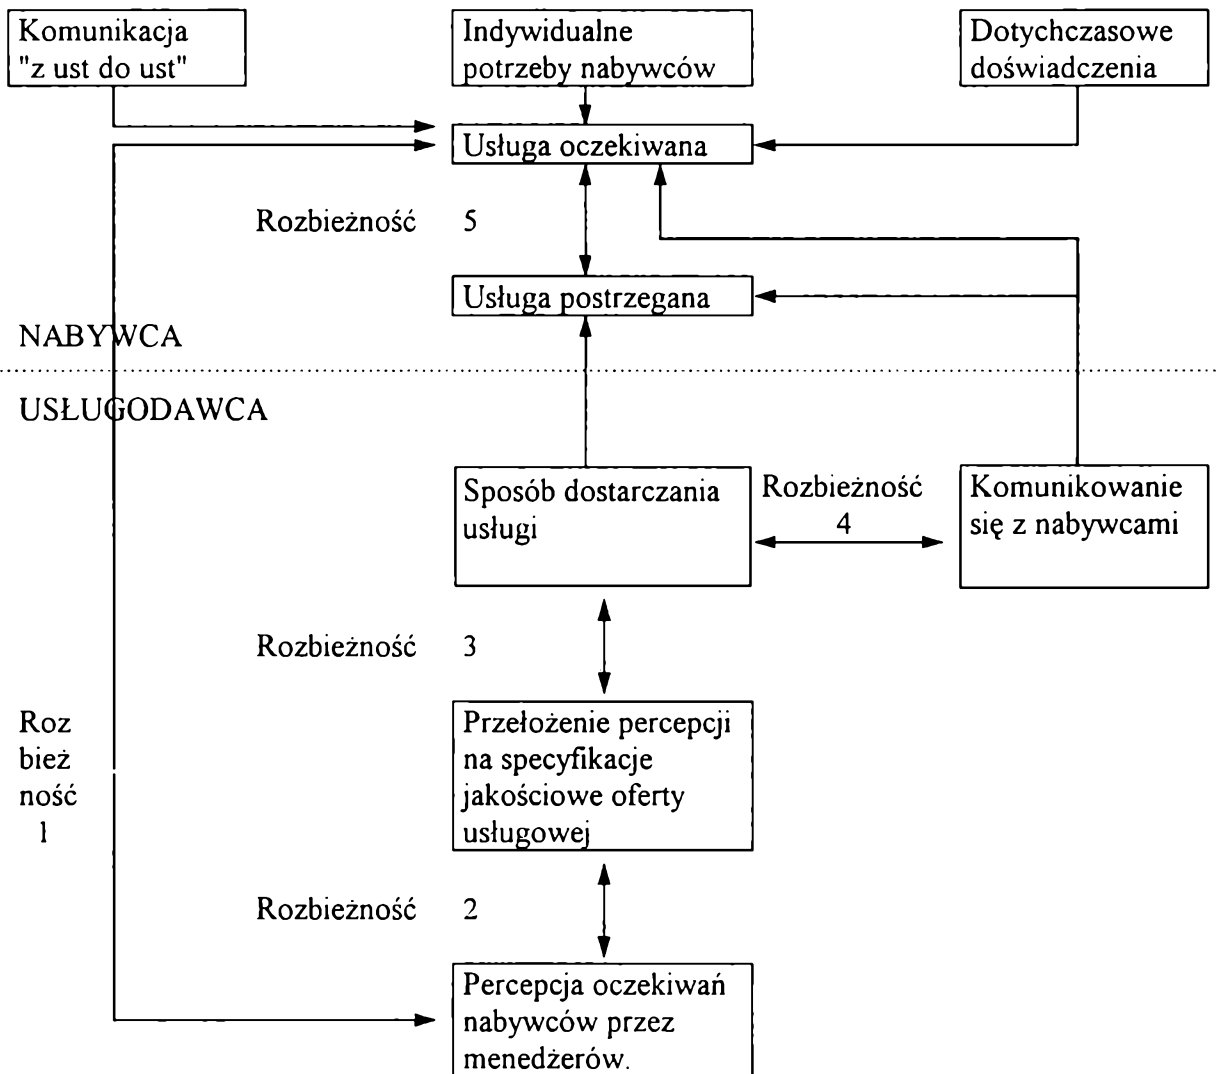 Komunikacja
"z ust do ust"
Indywidualne
potrzeby nabywców
Dotychczasowe
doświadczenia
Usługa oczekiwana
Rozbieżność 5
Usługa postrzegana
NABYWCA
USŁUGODAWCA
Sposób dostarczania
usługi
Rozbieżność
4
Komunikowanie
się z nabywcami
Rozbieżność 3
Roz
bież
ność
1
Przełożenie percepcji
na specyfikacje
jakościowe oferty
usługowej
Rozbieżność 2
Percepcja oczekiwań
nabywców przez
menedżerów.